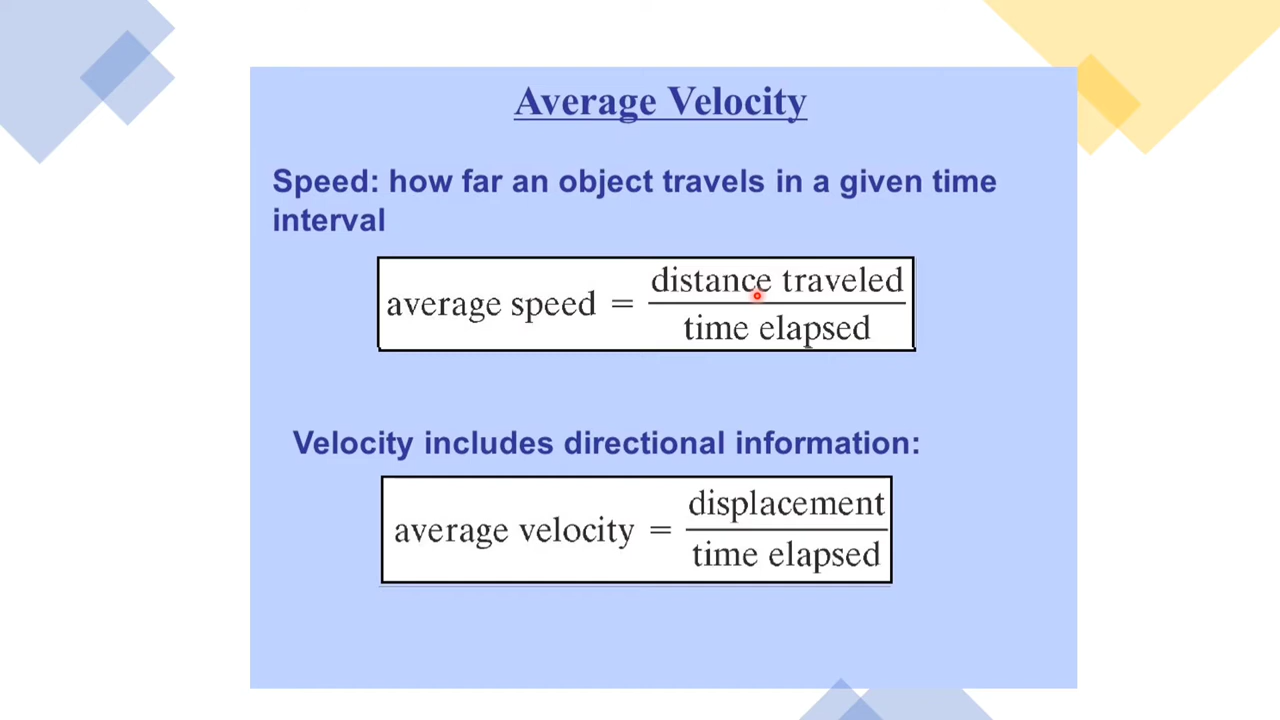 Average Velocity
Speed: how far an object travels in a given time
interval
average speed = distance traveled / time elapsed
Velocity includes directional information:
average velocity = displacement / time elapsed